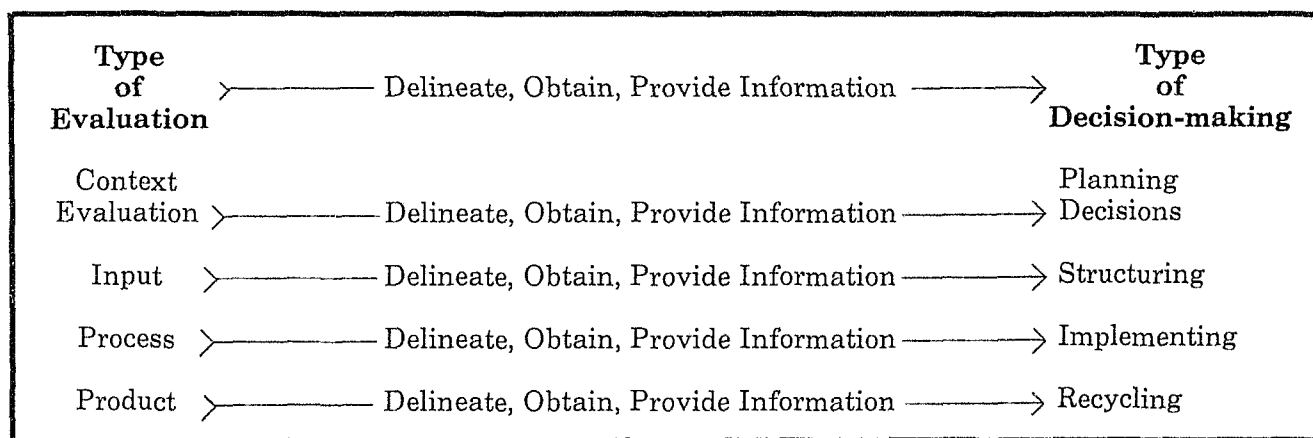 Type of Evaluation Delineate, Obtain, Provide Information Type of Decision-making
Context Evaluation Delineate, Obtain, Provide Information Planning Decisions
Input Delineate, Obtain, Provide Information Structuring
Process Delineate, Obtain, Provide Information Implementing
Product Delineate, Obtain, Provide Information Recycling